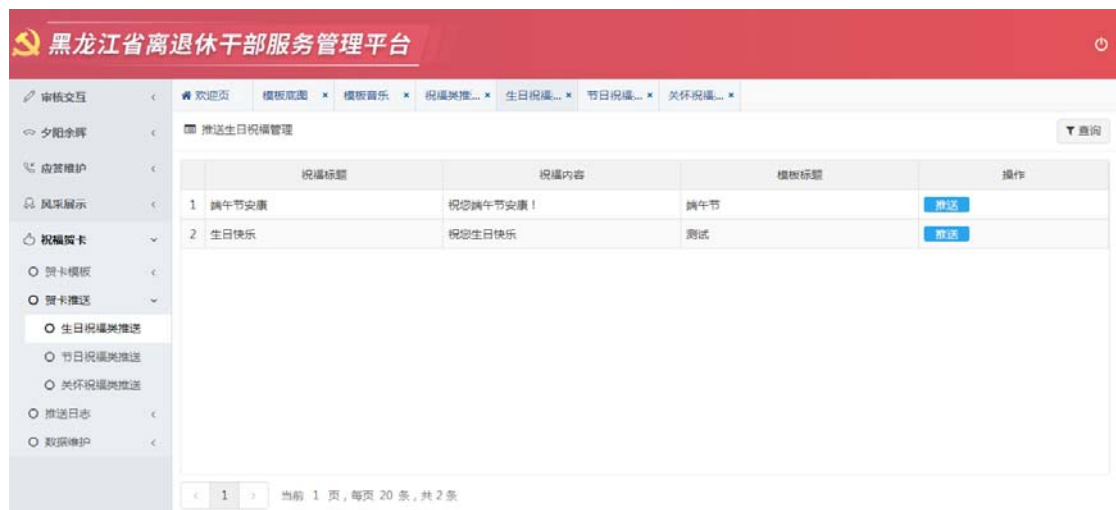 黑龙江省离退休干部服务管理平台
审核交互
夕阳余晖
应答维护
风采展示
祝福贺卡
贺卡模板
贺卡推送
生日祝福类推送
节日祝福类推送
关怀祝福类推送
推送日志
数据维护
欢迎页 模板底图 × 模板音乐 × 祝福类推... × 生日祝福... × 节日祝福... × 关怀祝福... ×
推送生日祝福管理 查询
祝福标题 祝福内容 模板标题 操作
1 端午节安康 祝您端午节安康！ 端午节 推送
2 生日快乐 祝您生日快乐 测试 推送
< 1 > 当前 1 页，每页 20 条，共 2 条